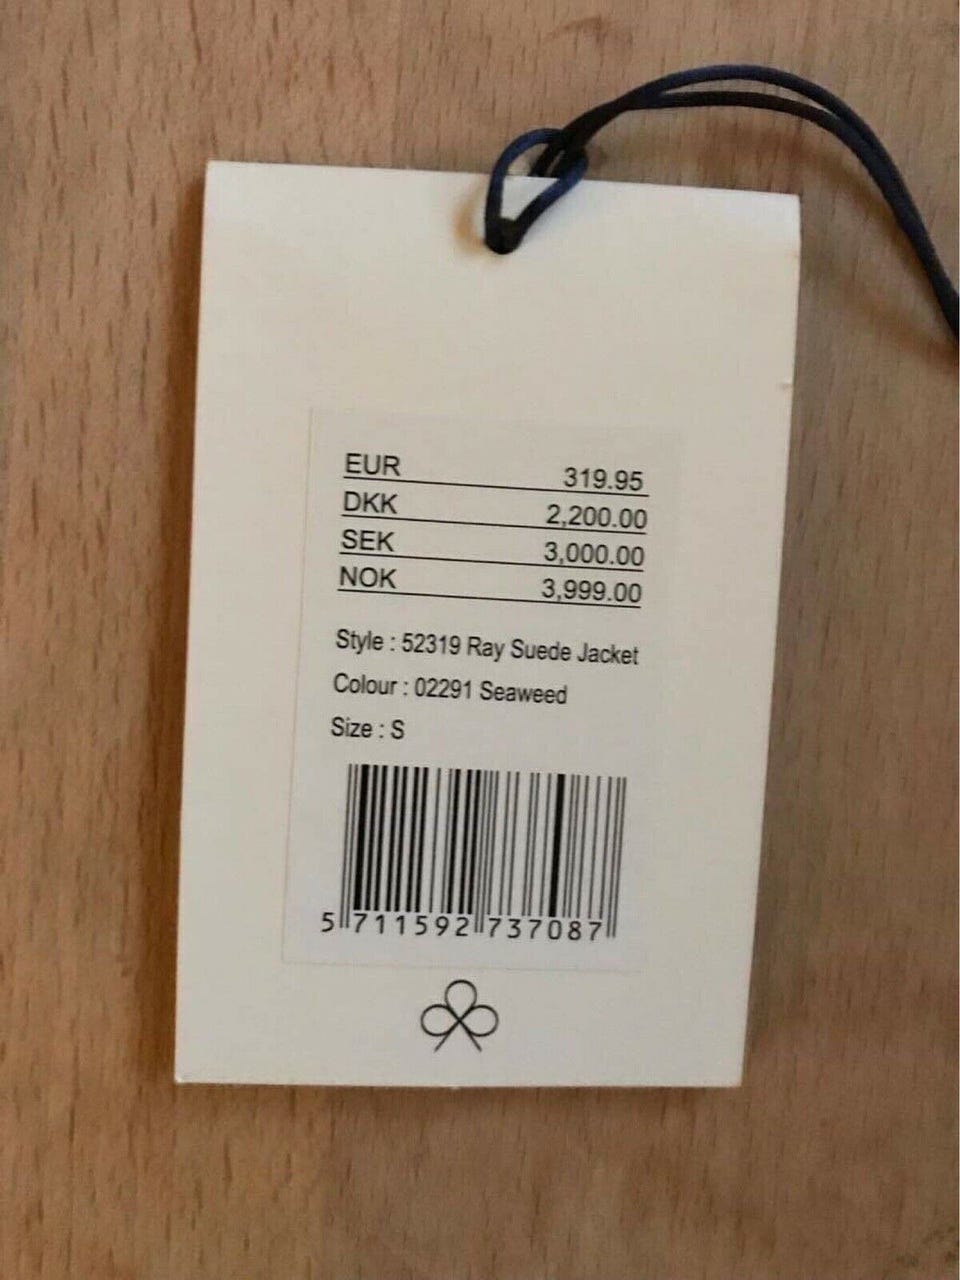 EUR 319.95
DKK 2,200.00
SEK 3,000.00
NOK 3,999.00
Style : 52319 Ray Suede Jacket
Colour : 02291 Seaweed
Size : S
5 711592 737087